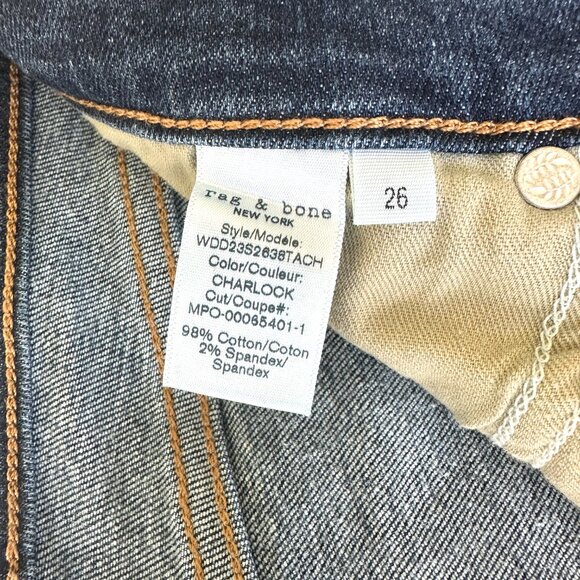 rag & bone
NEW YORK
Style/Modèle:
WDD23S2638TACH
Color/Couleur:
CHARLOCK
Cut/Coupe#:
MPO-00065401-1
98% Cotton/Coton
2% Spandex/
Spandex
26